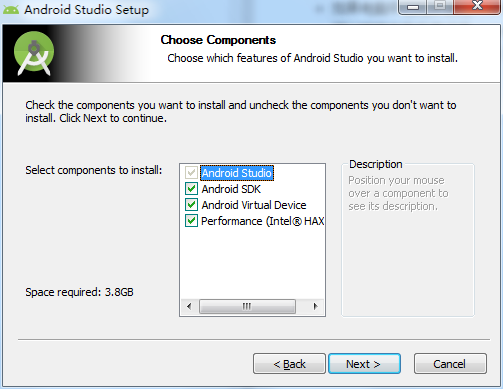 Android Studio Setup
Choose Components
Choose which features of Android Studio you want to install.
Check the components you want to install and uncheck the components you don't want to
install. Click Next to continue.
Select components to install:
Android Studio
Android SDK
Android Virtual Device
Performance (Intel® HAX
Description
Position your mouse
over a component to
see its description.
Space required: 3.8GB
< Back
Next >
Cancel